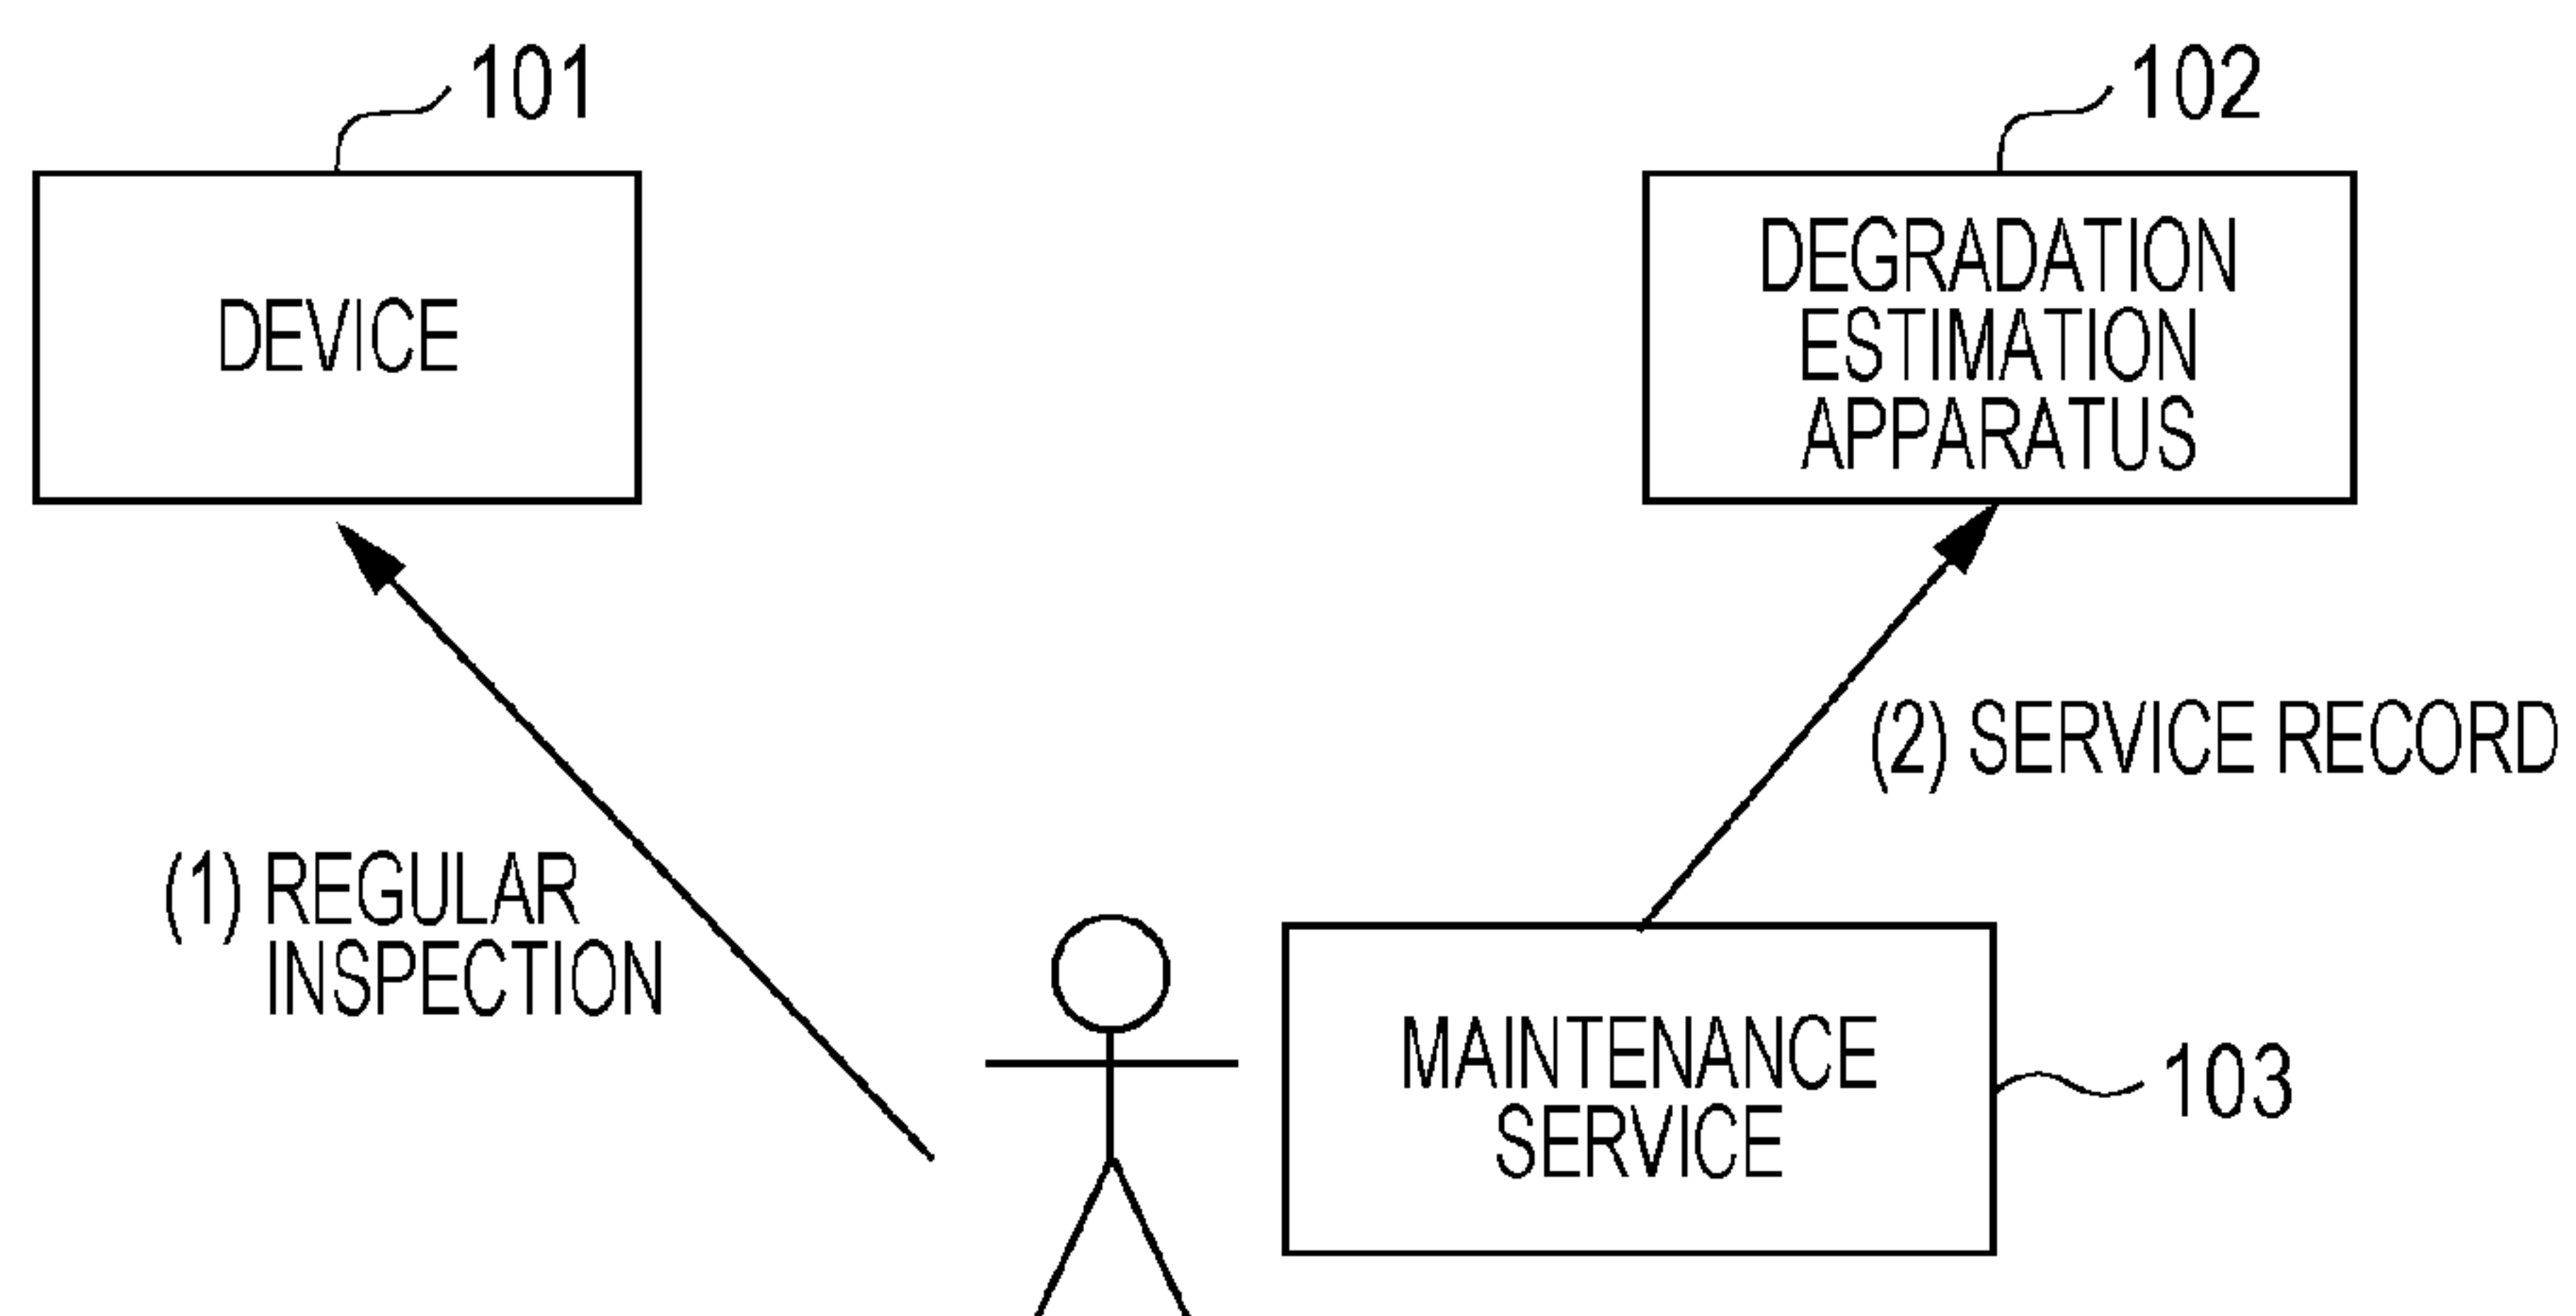 101
DEVICE
102
DEGRADATION
ESTIMATION
APPARATUS
(1) REGULAR
INSPECTION
(2) SERVICE RECORD
MAINTENANCE
SERVICE
103